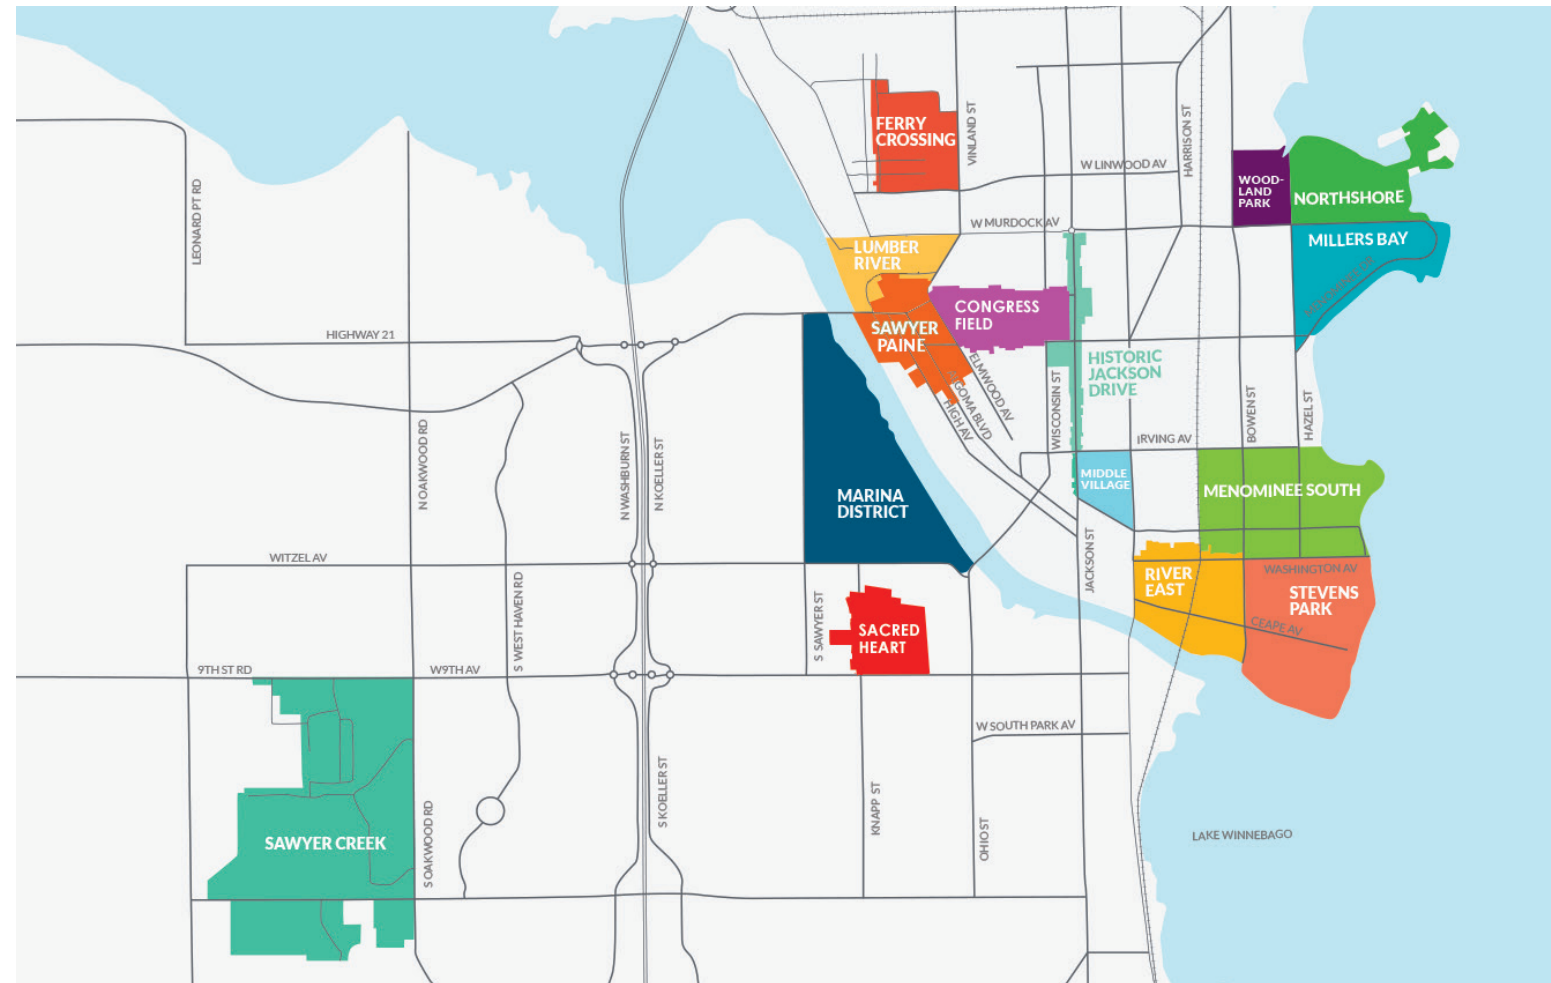 FERRY
CROSSING
VINLAND ST
HARRISON ST
W LINWOOD AV
WOOD-
LAND
PARK
NORTHSHORE
LEONARD PT RD
W MURDOCK AV
LUMBER
RIVER
MILLERS BAY
CONGRESS
FIELD
SAWYER
PAINE
HIGHWAY 21
HISTORIC
JACKSON
DRIVE
ELMWOOD AV
ALGOMA BLVD
HIGH AV
WISCONSIN ST
BOWEN ST
HAZEL ST
N OAKWOOD RD
N WASHBURN ST
N KOELLER ST
IRVING AV
MIDDLE
VILLAGE
MENOMINEE SOUTH
MARINA
DISTRICT
JACKSON ST
WITZEL AV
RIVER
EAST
WASHINGTON AV
STEVENS
PARK
CEAPE AV
S WEST HAVEN RD
S SAWYER ST
SACRED
HEART
9TH ST RD
W9TH AV
W SOUTH PARK AV
S KOELLER ST
KNAPP ST
OHIO ST
S OAKWOOD RD
SAWYER CREEK
LAKE WINNEBAGO